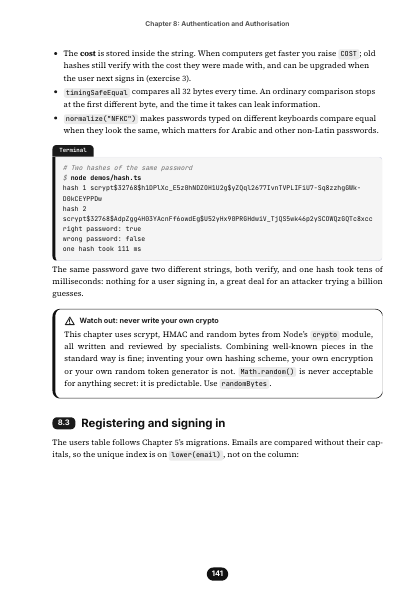 Chapter 8: Authentication and Authorisation
• The cost is stored inside the string. When computers get faster you raise COST; old
hashes still verify with the cost they were made with, and can be upgraded when
the user next signs in (exercise 3).
• timingSafeEqual compares all 32 bytes every time. An ordinary comparison stops
at the first different byte, and the time it takes can leak information.
• normalize("NFKC") makes passwords typed on different keyboards compare equal
when they look the same, which matters for Arabic and other non-Latin passwords.
Terminal
# Two hashes of the same password
$ node demos/hash.ts
hash 1
hash 2
right password: true
wrong password: false
one hash took 111 ms
The same password gave two different strings, both verify, and one hash took tens of
milliseconds: nothing for a user signing in, a great deal for an attacker trying a billion
guesses.
Watch out: never write your own crypto
This chapter uses scrypt, HMAC and random bytes from Node's crypto module,
all written and reviewed by specialists. Combining well-known pieces in the
standard way is fine; inventing your own hashing scheme, your own encryption
or your own random token generator is not. Math.random() is never acceptable
for anything secret: it is predictable. Use randomBytes.
8.3 Registering and signing in
The users table follows Chapter 5's migrations. Emails are compared without their cap-
itals, so the unique index is on lower(email), not on the column:
141